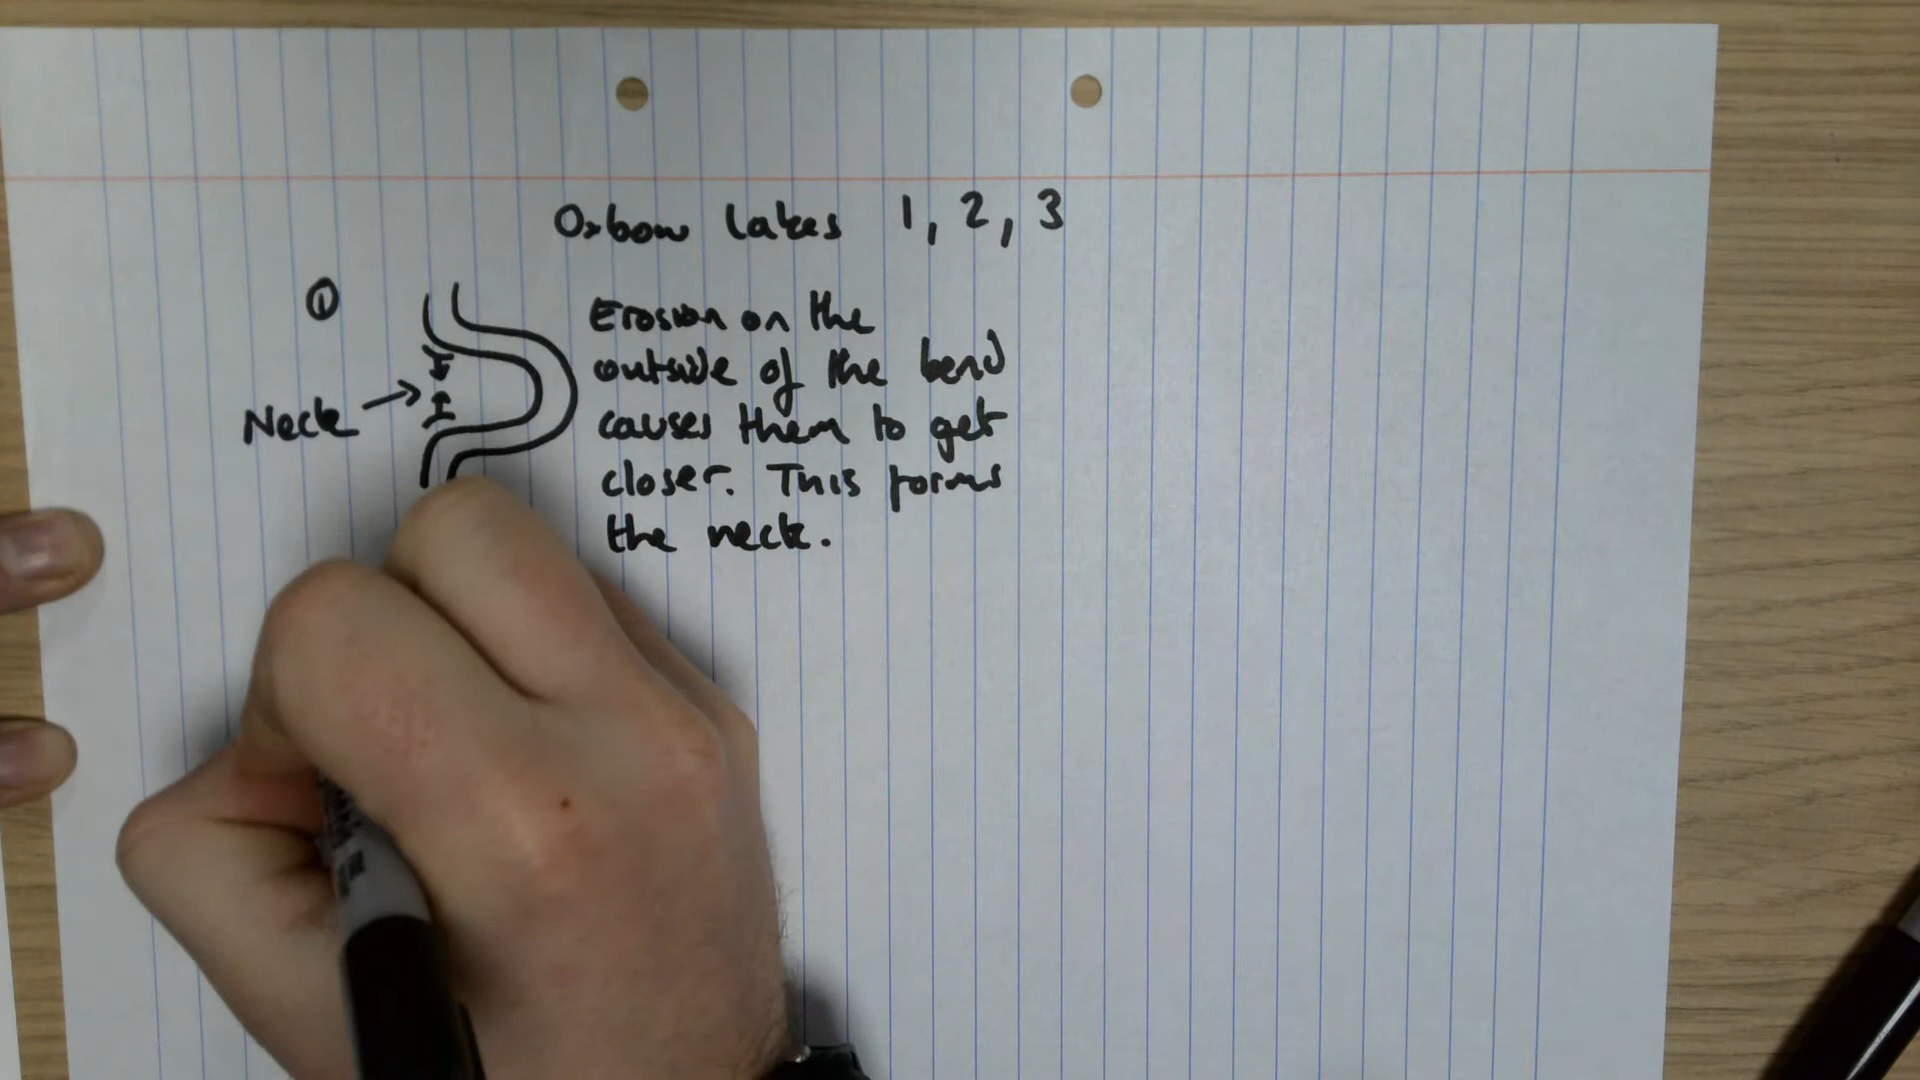 Oxbow lakes 1, 2, 3
①
Erosion on the
outside of the bend
causes them to get
closer. This forms
the neck.
Neck